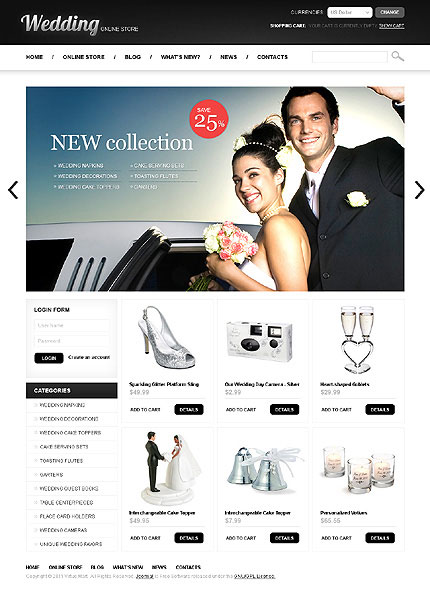 Wedding ONLINE STORE
CURRENCIES US Dollar CHANGE
SHOPPING CART: YOUR CART IS CURRENTLY EMPTY. SHOW CART
HOME / ONLINE STORE / BLOG / WHAT'S NEW? / NEWS / CONTACTS
SAVE
25%
NEW collection
WEDDING NAPKINS
CAKE SERVING SETS
WEDDING DECORATIONS
TOASTING FLUTES
WEDDING CAKE TOPPERS
GARTERS
LOGIN FORM
User Name
Password
LOGIN Create an account
CATEGORIES
WEDDING NAPKINS
WEDDING DECORATIONS
WEDDING CAKE TOPPERS
CAKE SERVING SETS
TOASTING FLUTES
GARTERS
WEDDING GUEST BOOKS
TABLE CENTERPIECES
PLACE CARD HOLDERS
WEDDING CAMERAS
UNIQUE WEDDING FAVORS
Sparkling Glitter Platform Sling
$49.99
ADD TO CART DETAILS
Our Wedding Day Camera - Silver
$2.99
ADD TO CART DETAILS
Heart-shaped Goblets
$29.99
ADD TO CART DETAILS
Interchangeable Cake Topper
$49.95
ADD TO CART DETAILS
Interchangeable Cake Topper
$7.99
ADD TO CART DETAILS
Personalized Votives
$65.55
ADD TO CART DETAILS
HOME ONLINE STORE BLOG WHAT'S NEW NEWS CONTACTS
Copyright © 2011 Virtue Mart. All Rights Reserved. Joomla! is Free Software released under the GNU/GPL License.